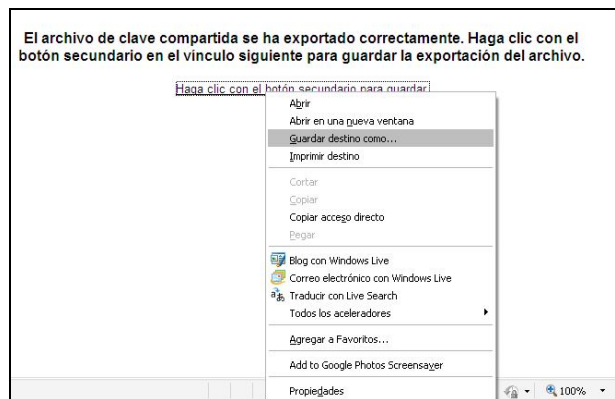 El archivo de clave compartida se ha exportado correctamente. Haga clic con el
botón secundario en el vínculo siguiente para guardar la exportación del archivo.
Haga clic con el botón secundario para guardar
Abrir
Abrir en una nueva ventana
Guardar destino como...
Imprimir destino
Cortar
Copiar
Copiar acceso directo
Pegar
Blog con Windows Live
Correo electrónico con Windows Live
Traducir con Live Search
Todos los aceleradores
Agregar a Favoritos...
Add to Google Photos Screensaver
Propiedades
100%